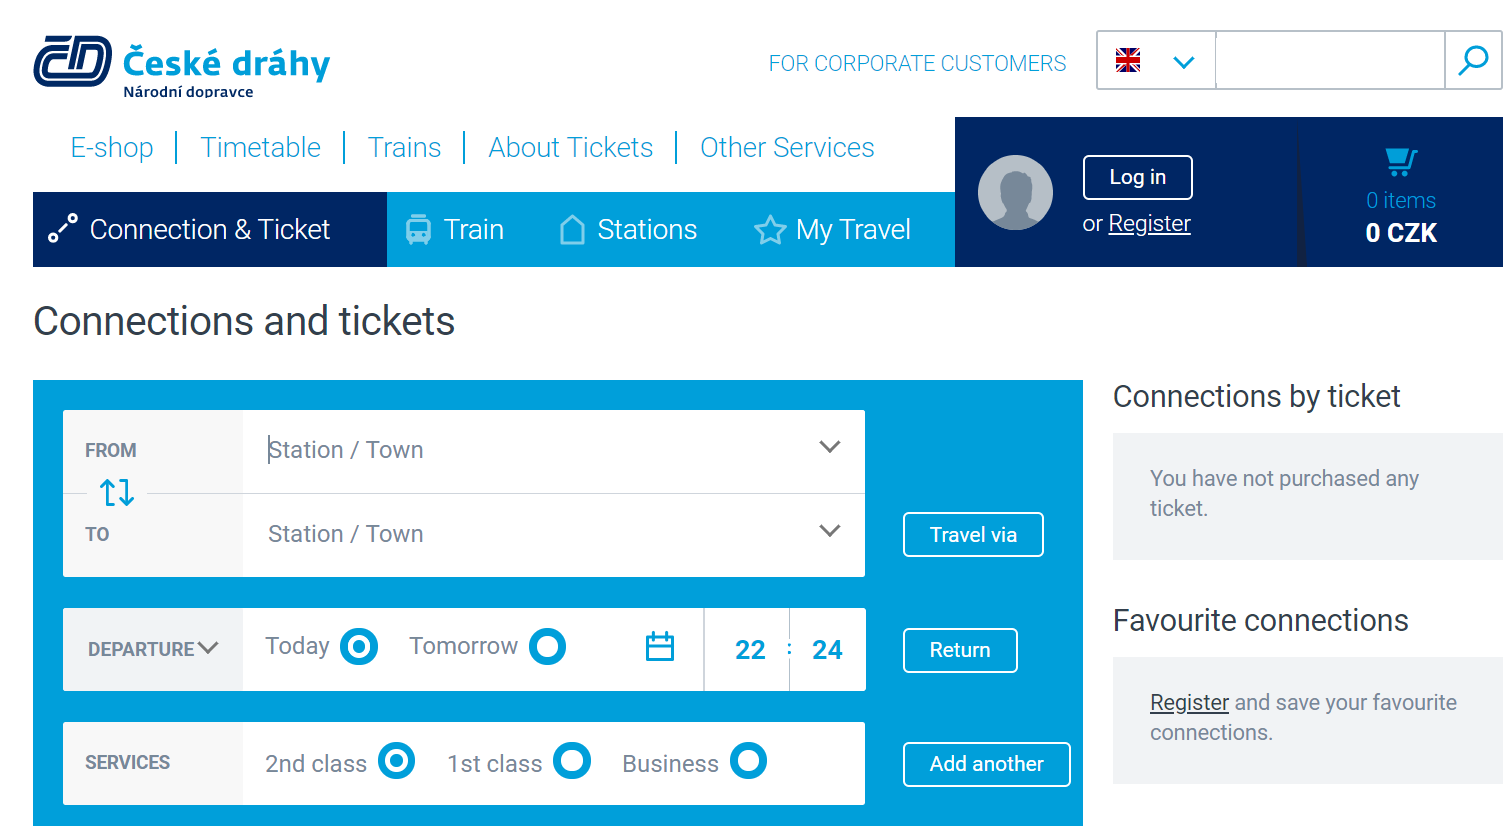 ČD České dráhy
Národní dopravce
FOR CORPORATE CUSTOMERS
E-shop Timetable Trains About Tickets Other Services
Log in
or Register
0 items
0 CZK
Connection & Ticket Train Stations My Travel
Connections and tickets
FROM Station / Town
TO Station / Town
Travel via
DEPARTURE Today Tomorrow 22 : 24
Return
SERVICES 2nd class 1st class Business
Add another
Connections by ticket
You have not purchased any
ticket.
Favourite connections
Register and save your favourite
connections.